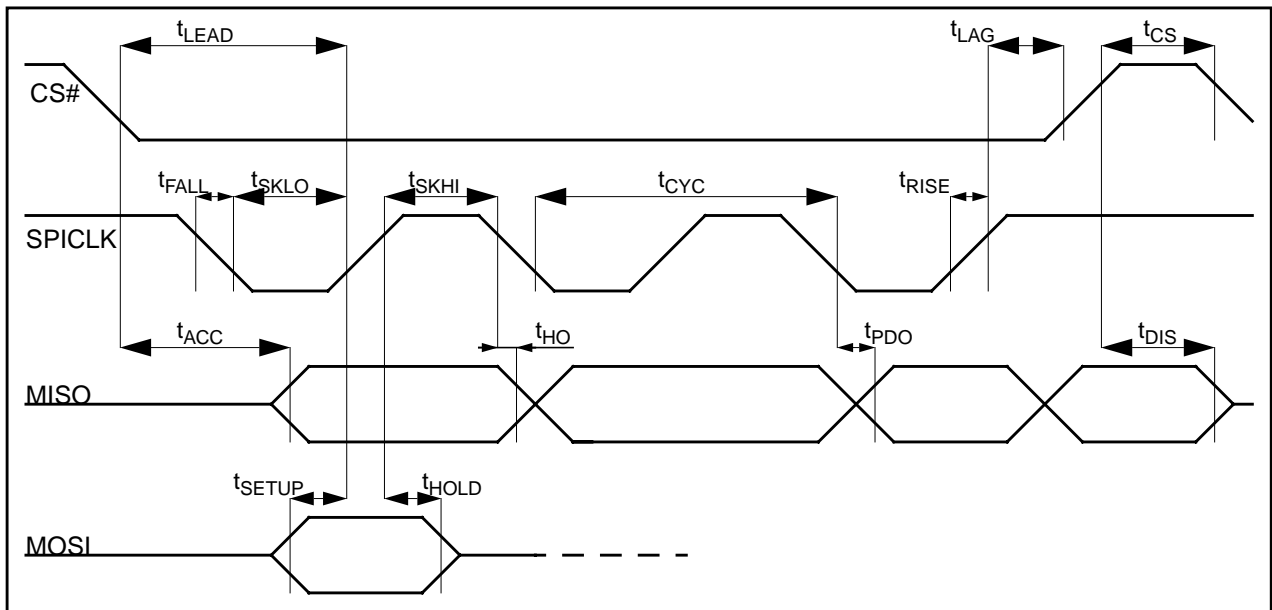 tLEAD
tLAG
tCS
CS#
tFALL
tSKLO
tSKHI
tCYC
tRISE
SPICLK
tACC
tHO
tPDO
tDIS
MISO
tSETUP
tHOLD
MOSI